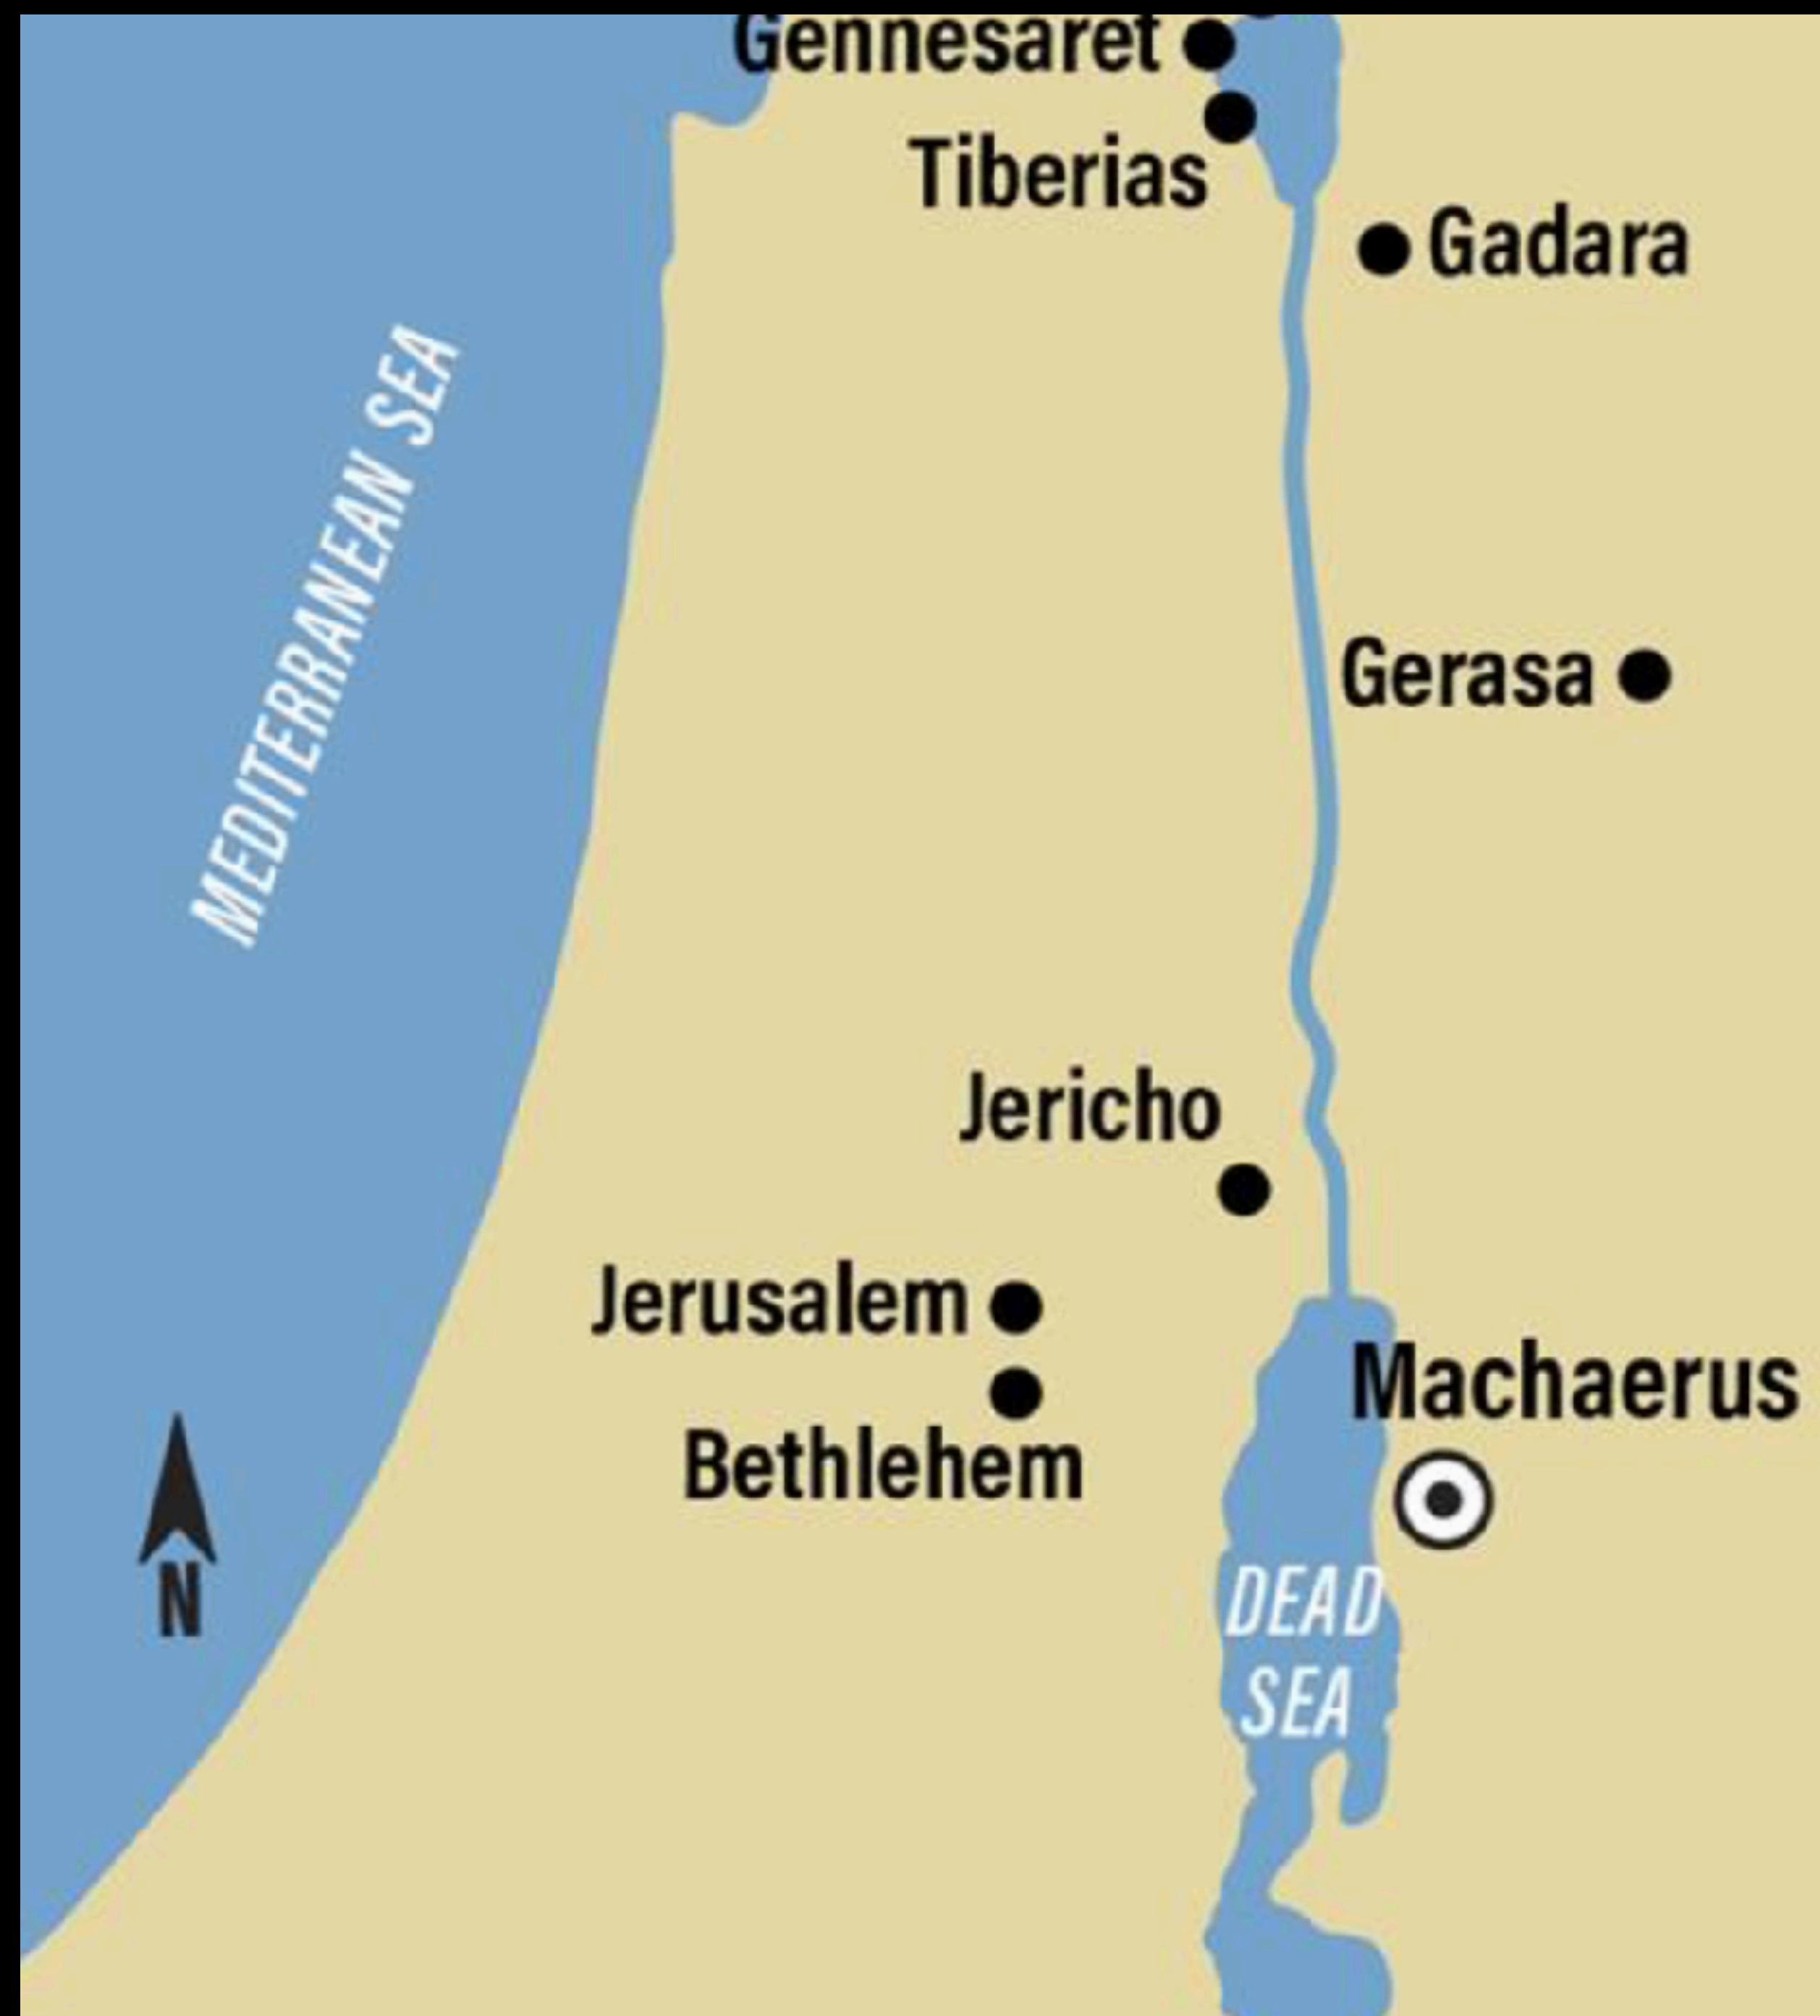 Gennesaret
Tiberias
Gadara
MEDITERRANEAN SEA
Gerasa
Jericho
Jerusalem
Machaerus
Bethlehem
N
DEAD
SEA